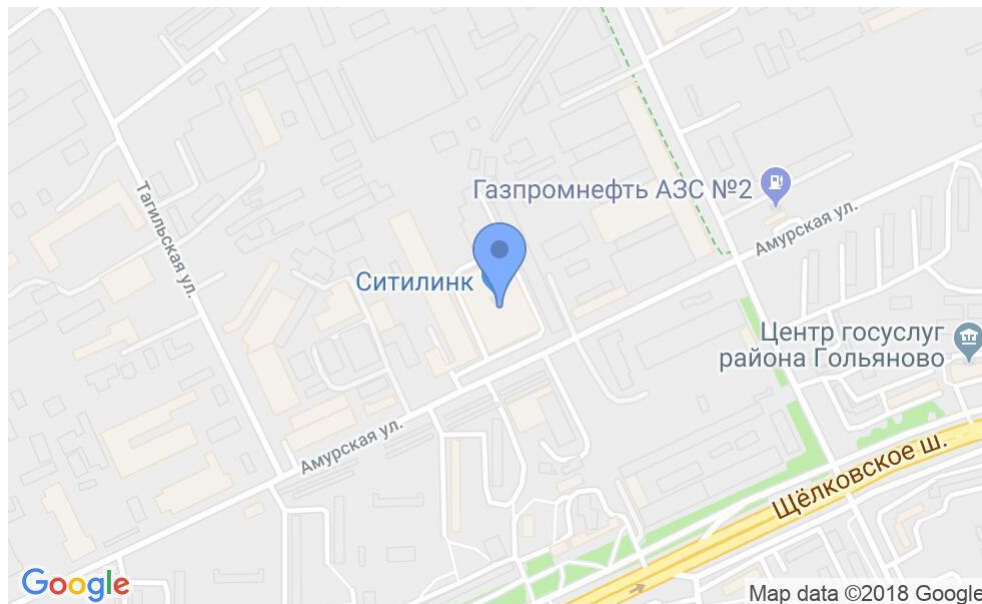 Тагильская ул.
Газпромнефть АЗС №2
Амурская ул.
Ситилинк
Центр госуслуг
района Гольяново
Амурская ул.
Щёлковское ш.
Google
Map data ©2018 Google